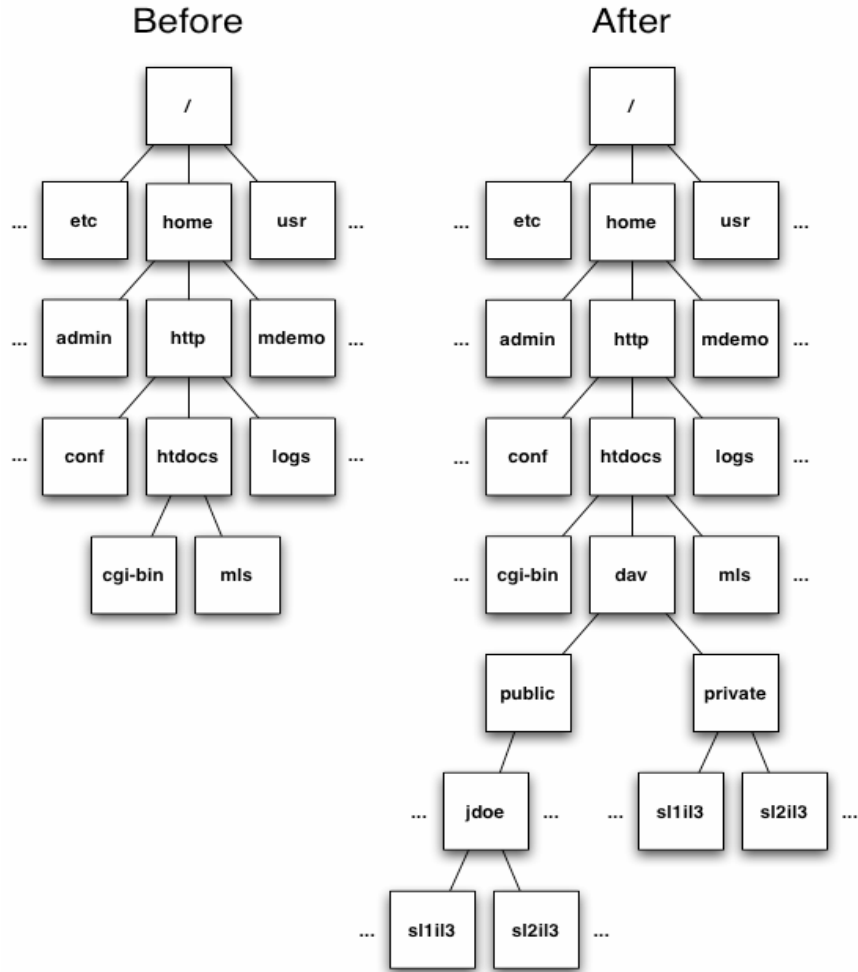 Before After
/ /
... etc home usr ... ... etc home usr ...
... admin http mdemo ... ... admin http mdemo ...
... conf htdocs logs ... ... conf htdocs logs ...
cgi-bin mls ... cgi-bin dav mls ...
public private
... jdoe ... ... sl1il3 sl2il3 ...
... sl1il3 sl2il3 ...